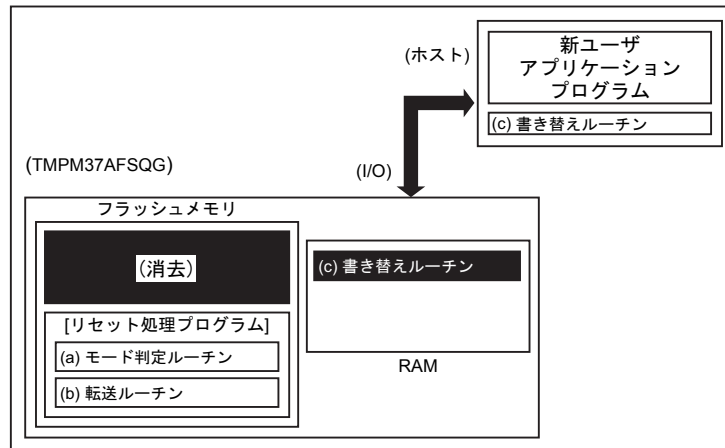 (ホスト)
新ユーザ
アプリケーション
プログラム
(c) 書き替えルーチン
(TMPM37AFSQG)
(I/O)
フラッシュメモリ
(消去)
[リセット処理プログラム]
(a) モード判定ルーチン
(b) 転送ルーチン
(c) 書き替えルーチン
RAM